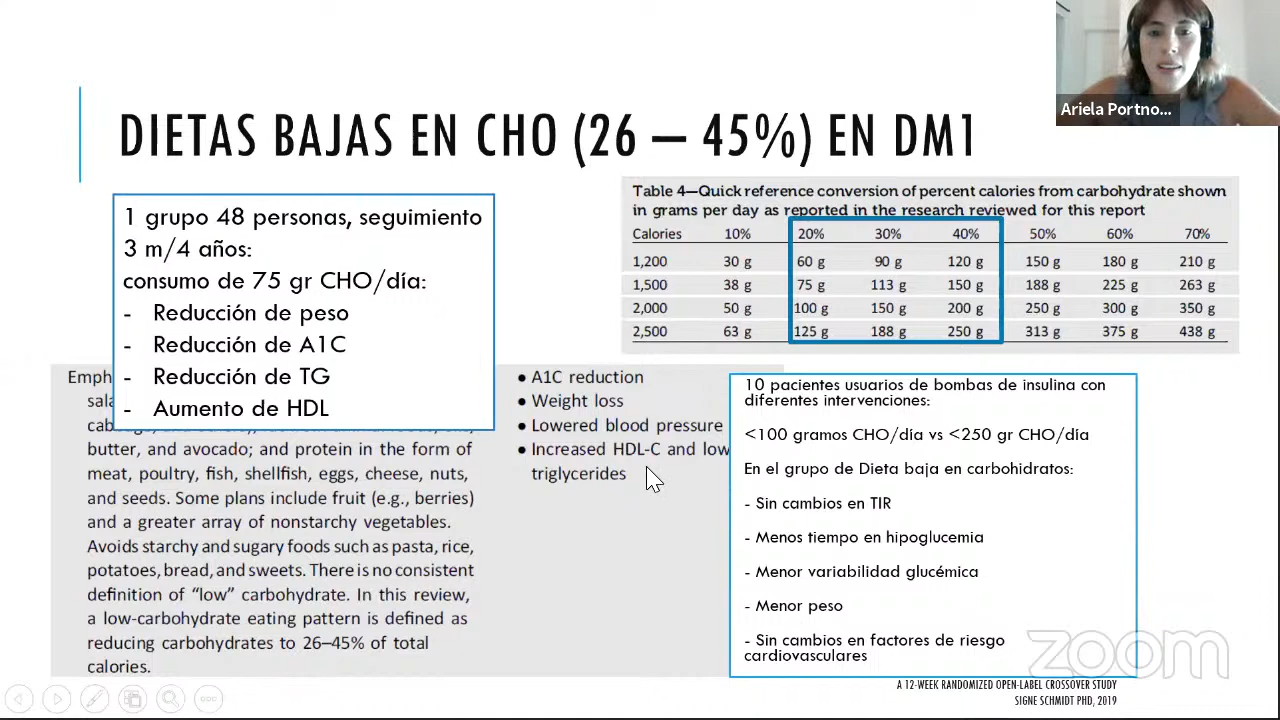 Ariela Portno...
DIETAS BAJAS EN CHO (26 – 45%) EN DM1
1 grupo 48 personas, seguimiento
3 m/4 años:
consumo de 75 gr CHO/día:
- Reducción de peso
- Reducción de A1C
- Reducción de TG
- Aumento de HDL
Table 4—Quick reference conversion of percent calories from carbohydrate shown
in grams per day as reported in the research reviewed for this report
Calories 10% 20% 30% 40% 50% 60% 70%
1,200 30 g 60 g 90 g 120 g 150 g 180 g 210 g
1,500 38 g 75 g 113 g 150 g 188 g 225 g 263 g
2,000 50 g 100 g 150 g 200 g 250 g 300 g 350 g
2,500 63 g 125 g 188 g 250 g 313 g 375 g 438 g
Emph
sala
butter, and avocado; and protein in the form of
meat, poultry, fish, shellfish, eggs, cheese, nuts,
and seeds. Some plans include fruit (e.g., berries)
and a greater array of nonstarchy vegetables.
Avoids starchy and sugary foods such as pasta, rice,
potatoes, bread, and sweets. There is no consistent
definition of “low” carbohydrate. In this review,
a low-carbohydrate eating pattern is defined as
reducing carbohydrates to 26–45% of total
calories.
● A1C reduction
● Weight loss
● Lowered blood pressure
● Increased HDL-C and low
triglycerides
10 pacientes usuarios de bombas de insulina con
diferentes intervenciones:
<100 gramos CHO/día vs <250 gr CHO/día
En el grupo de Dieta baja en carbohidratos:
- Sin cambios en TIR
- Menos tiempo en hipoglucemia
- Menor variabilidad glucémica
- Menor peso
- Sin cambios en factores de riesgo
cardiovasculares
zoom
A 12-WEEK RANDOMIZED OPEN-LABEL CROSSOVER STUDY
SIGNE SCHMIDT PHD, 2019